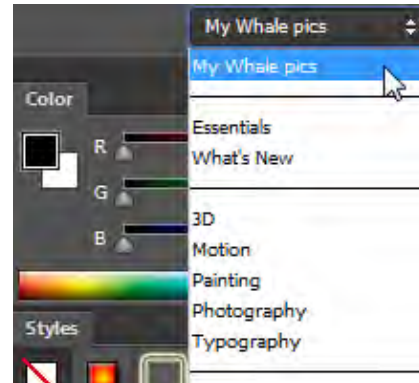 My Whale pics
My Whale pics
Color
Essentials
R
What's New
G
3D
B
Motion
Painting
Photography
Styles
Typography